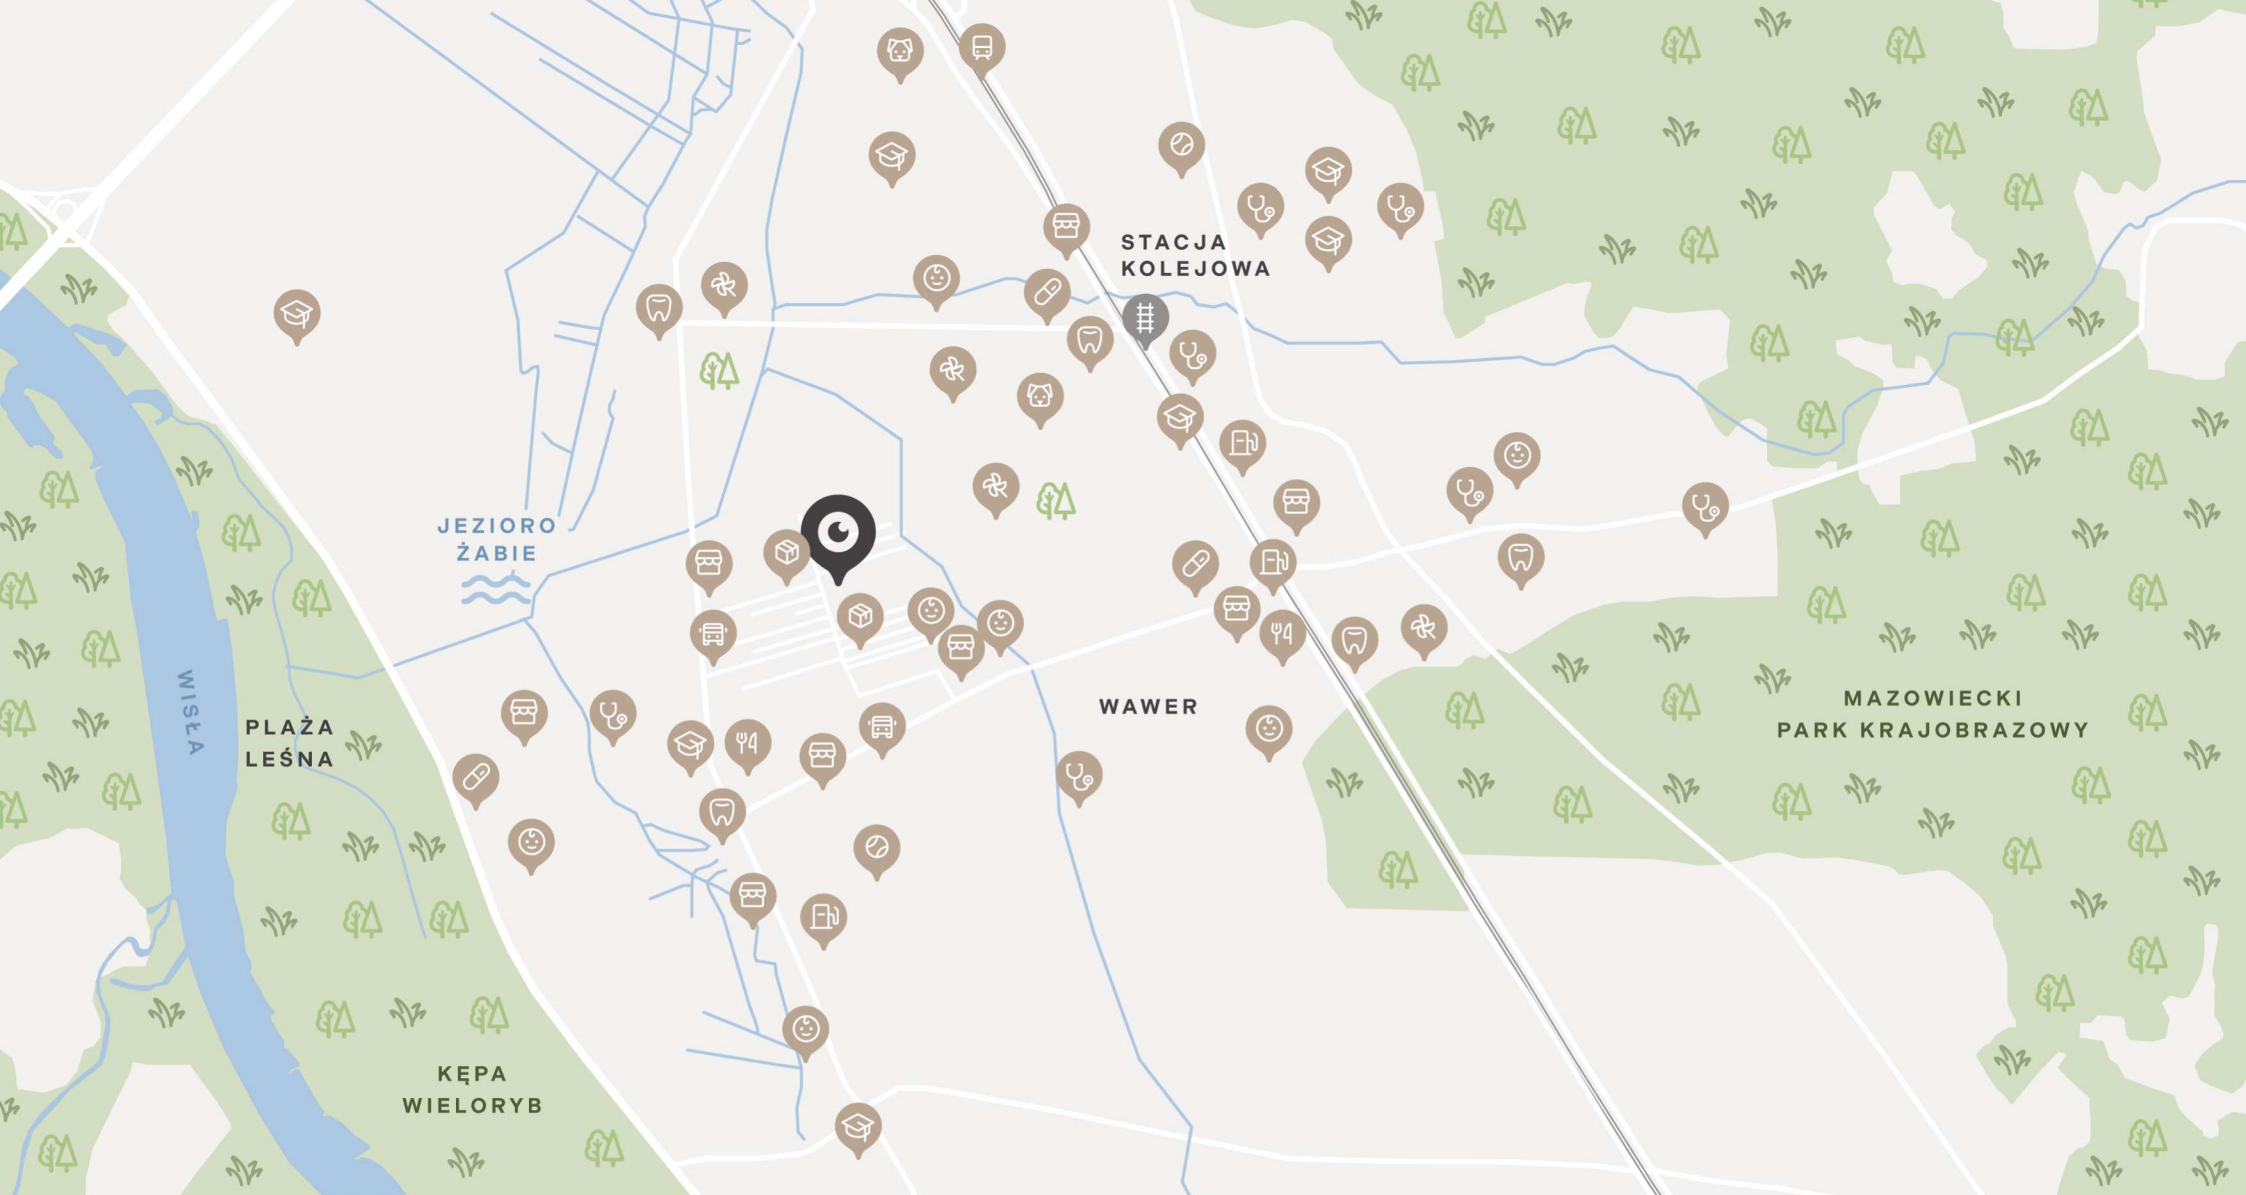 STACJA
KOLEJOWA
JEZIORO
ŻABIE
WISŁA
PLAŻA
LEŚNA
WAWER
MAZOWIECKI
PARK KRAJOBRAZOWY
KĘPA
WIELORYB